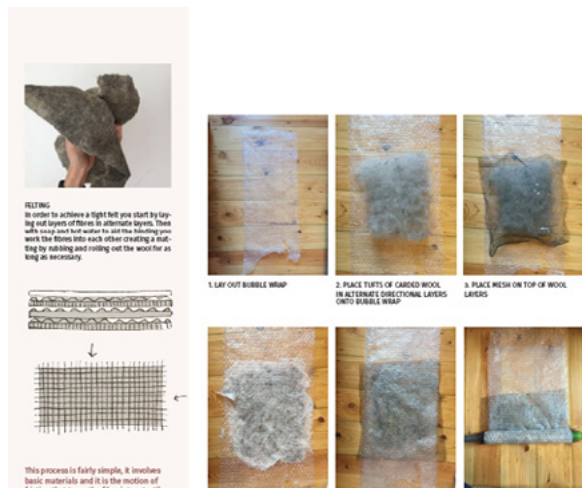 FELTING
In order to achieve a tight felt you start by lay-
ing out layers of fibres in alternate layers. Then
with soap and hot water to aid the binding you
work the fibres into each other creating a mat-
ting by rubbing and rolling out the wool for as
long as necessary.
This process is fairly simple, it involves
basic materials and it is the motion of
1. LAY OUT BUBBLE WRAP
2. PLACE TUFTS OF CARDED WOOL
IN ALTERNATE DIRECTIONAL LAYERS
ONTO BUBBLE WRAP
3. PLACE MESH ON TOP OF WOOL
LAYERS